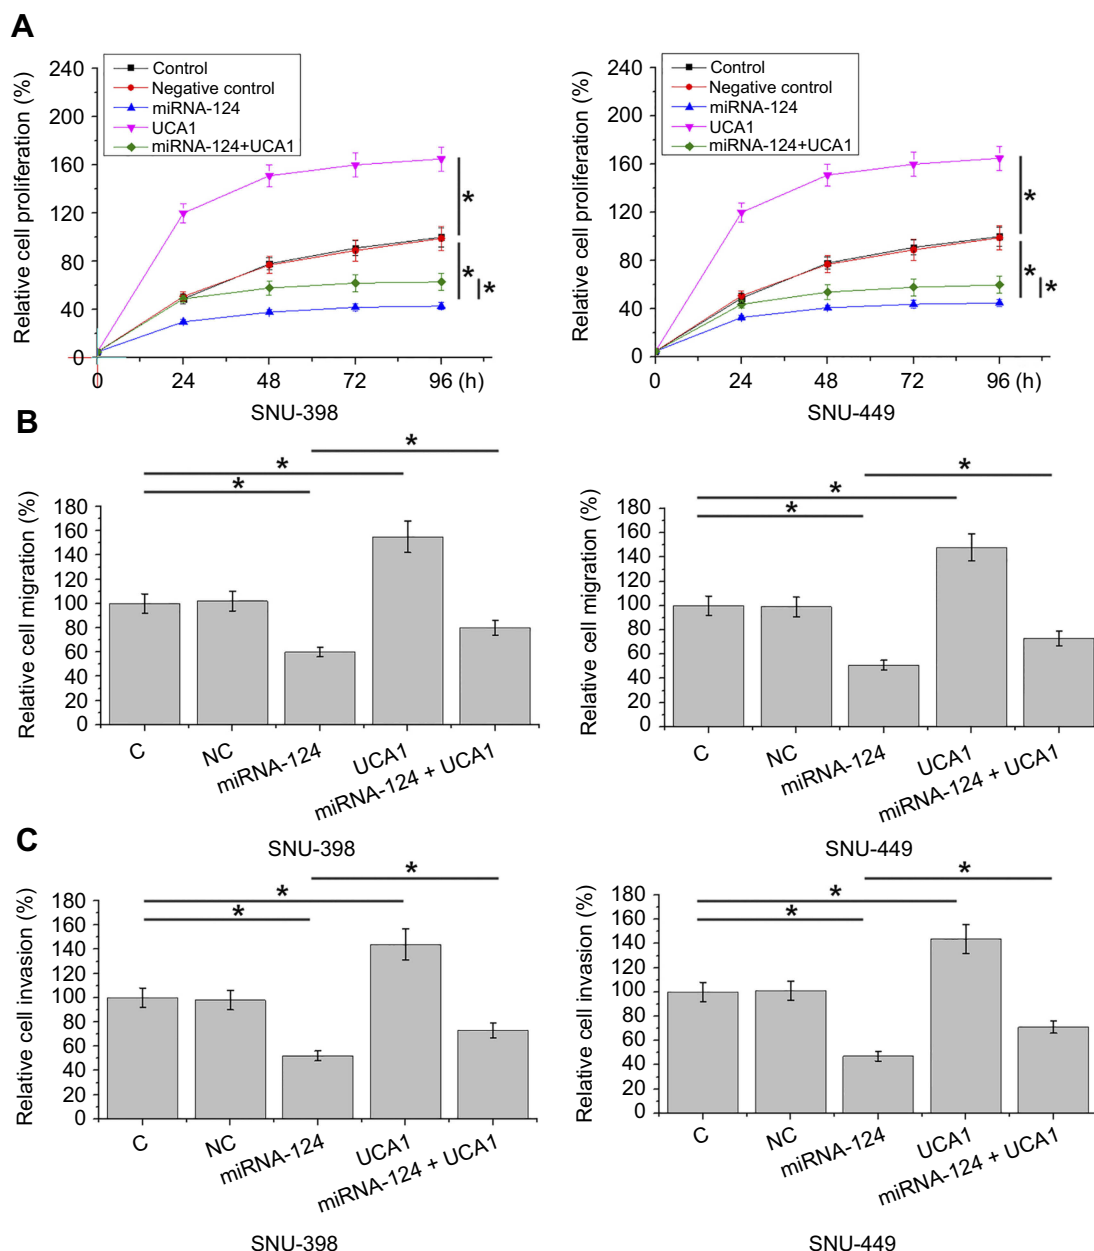 A
Relative cell proliferation (%)
240
200
160
120
80
40
0
Control
Negative control
miRNA-124
UCA1
miRNA-124+UCA1
*
*
*
0 24 48 72 96 (h)
SNU-398
Relative cell proliferation (%)
240
200
160
120
80
40
0
Control
Negative control
miRNA-124
UCA1
miRNA-124+UCA1
*
*
*
0 24 48 72 96 (h)
SNU-449
B
Relative cell migration (%)
180
160
140
120
100
80
60
40
20
0
*
*
*
C
NC
miRNA-124
UCA1
miRNA-124 + UCA1
SNU-398
Relative cell migration (%)
180
160
140
120
100
80
60
40
20
0
*
*
*
C
NC
miRNA-124
UCA1
miRNA-124 + UCA1
SNU-449
C
Relative cell invasion (%)
180
160
140
120
100
80
60
40
20
0
*
*
*
C
NC
miRNA-124
UCA1
miRNA-124 + UCA1
SNU-398
Relative cell invasion (%)
180
160
140
120
100
80
60
40
20
0
*
*
*
C
NC
miRNA-124
UCA1
miRNA-124 + UCA1
SNU-449